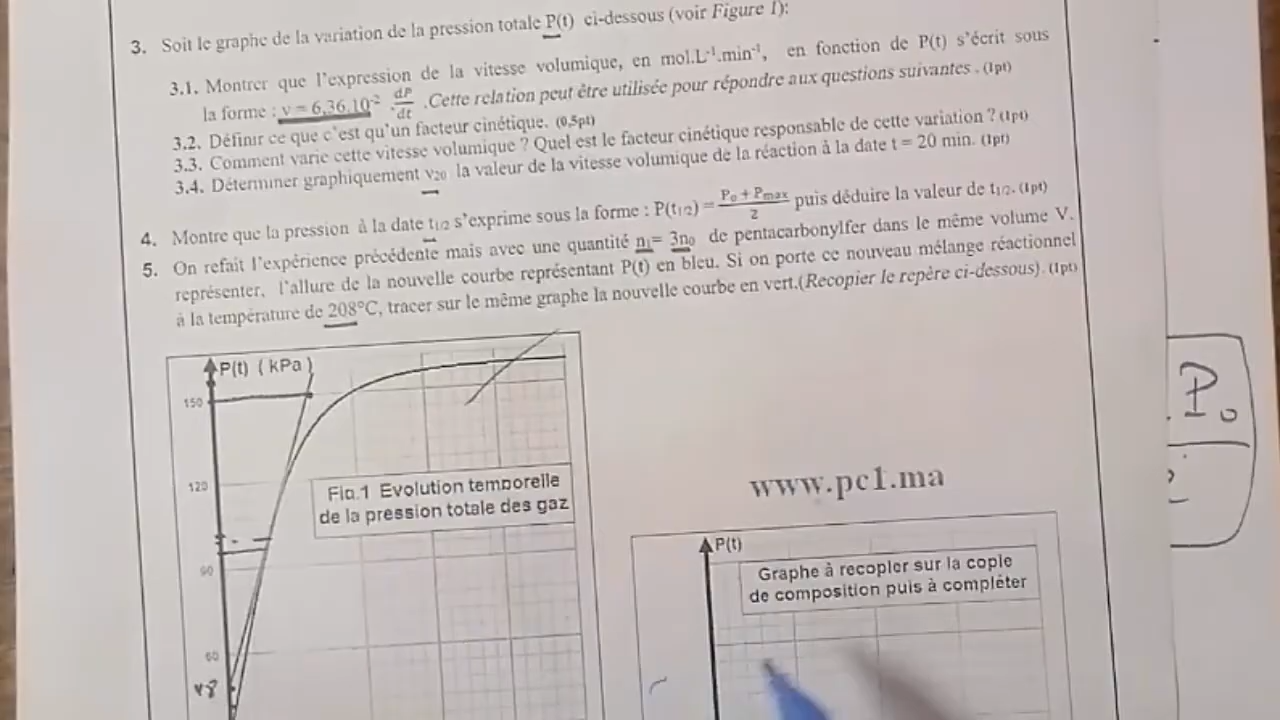 3. Soit le graphe de la variation de la pression totale P(t) ci-dessous (voir Figure 1):
3.1. Montrer que l'expression de la vitesse volumique, en mol.L⁻¹.min⁻¹, en fonction de P(t) s'écrit sous
la forme : v = 6,36.10⁻² . dP/dt .Cette relation peut être utilisée pour répondre aux questions suivantes . (1pt)
3.2. Définir ce que c'est qu'un facteur cinétique. (0,5pt)
3.3. Comment varie cette vitesse volumique ? Quel est le facteur cinétique responsable de cette variation ? (1pt)
3.4. Déterminer graphiquement v₂₀ la valeur de la vitesse volumique de la réaction à la date t = 20 min. (1pt)
4. Montre que la pression à la date t1/2 s'exprime sous la forme : P(t1/2) = (P₀ + Pmax)/2 puis déduire la valeur de t1/2. (1pt)
5. On refait l'expérience précédente mais avec une quantité n₁= 3n₀ de pentacarbonylfer dans le même volume V.
représenter, l'allure de la nouvelle courbe représentant P(t) en bleu. Si on porte ce nouveau mélange réactionnel
à la température de 208°C, tracer sur le même graphe la nouvelle courbe en vert.(Recopier le repère ci-dessous). (1pt)
P(t) ( kPa )
150
120
90
60
48
Fig.1 Evolution temporelle
de la pression totale des gaz
www.pc1.ma
P(t)
Graphe à recopier sur la copie
de composition puis à compléter
P₀
2